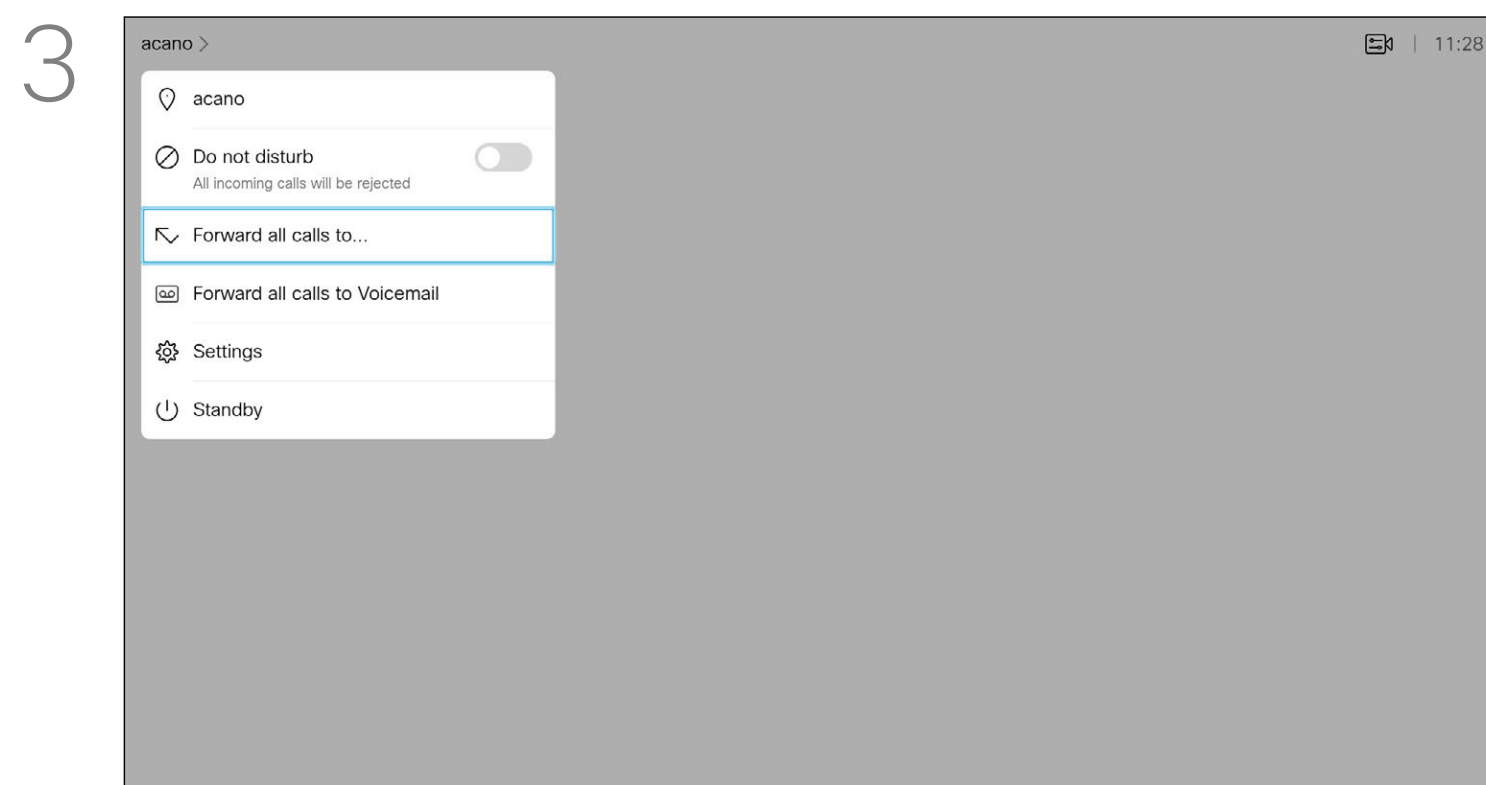 3
acano >
11:28
acano
Do not disturb
All incoming calls will be rejected
Forward all calls to...
Forward all calls to Voicemail
Settings
Standby